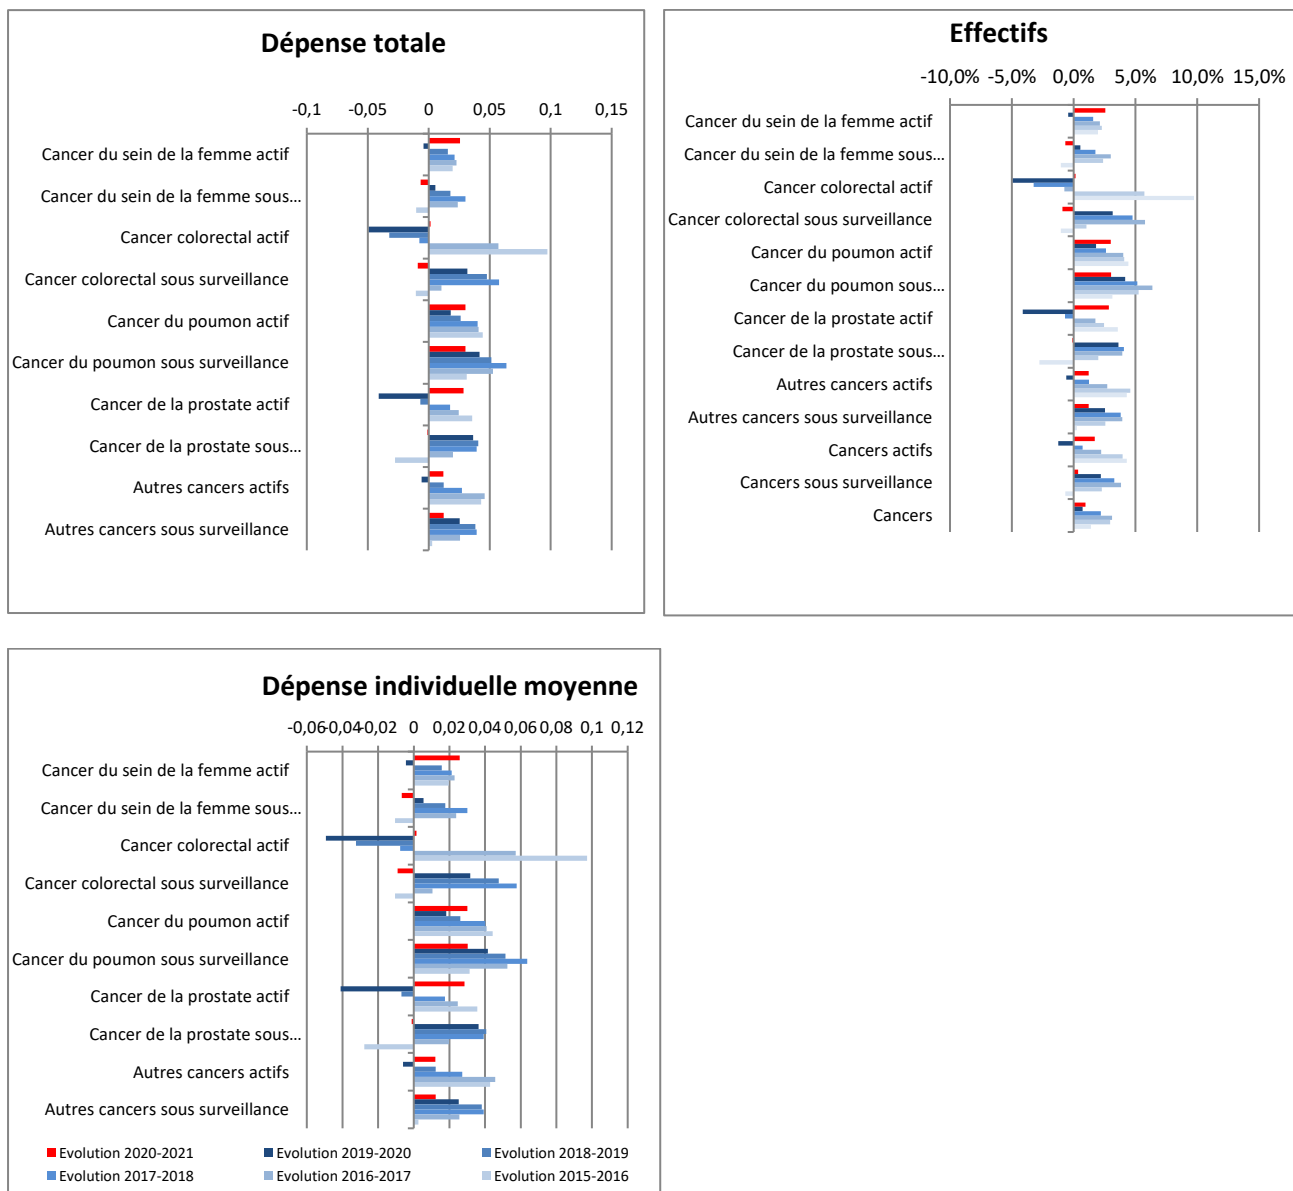 Dépense totale
-0,1 -0,05 0 0,05 0,1 0,15
Cancer du sein de la femme actif
Cancer du sein de la femme sous...
Cancer colorectal actif
Cancer colorectal sous surveillance
Cancer du poumon actif
Cancer du poumon sous surveillance
Cancer de la prostate actif
Cancer de la prostate sous...
Autres cancers actifs
Autres cancers sous surveillance
Effectifs
-10,0% -5,0% 0,0% 5,0% 10,0% 15,0%
Cancer du sein de la femme actif
Cancer du sein de la femme sous...
Cancer colorectal actif
Cancer colorectal sous surveillance
Cancer du poumon actif
Cancer du poumon sous...
Cancer de la prostate actif
Cancer de la prostate sous...
Autres cancers actifs
Autres cancers sous surveillance
Cancers actifs
Cancers sous surveillance
Cancers
Dépense individuelle moyenne
-0,06 -0,04 -0,02 0 0,02 0,04 0,06 0,08 0,1 0,12
Cancer du sein de la femme actif
Cancer du sein de la femme sous...
Cancer colorectal actif
Cancer colorectal sous surveillance
Cancer du poumon actif
Cancer du poumon sous surveillance
Cancer de la prostate actif
Cancer de la prostate sous...
Autres cancers actifs
Autres cancers sous surveillance
Evolution 2020-2021 Evolution 2019-2020 Evolution 2018-2019
Evolution 2017-2018 Evolution 2016-2017 Evolution 2015-2016